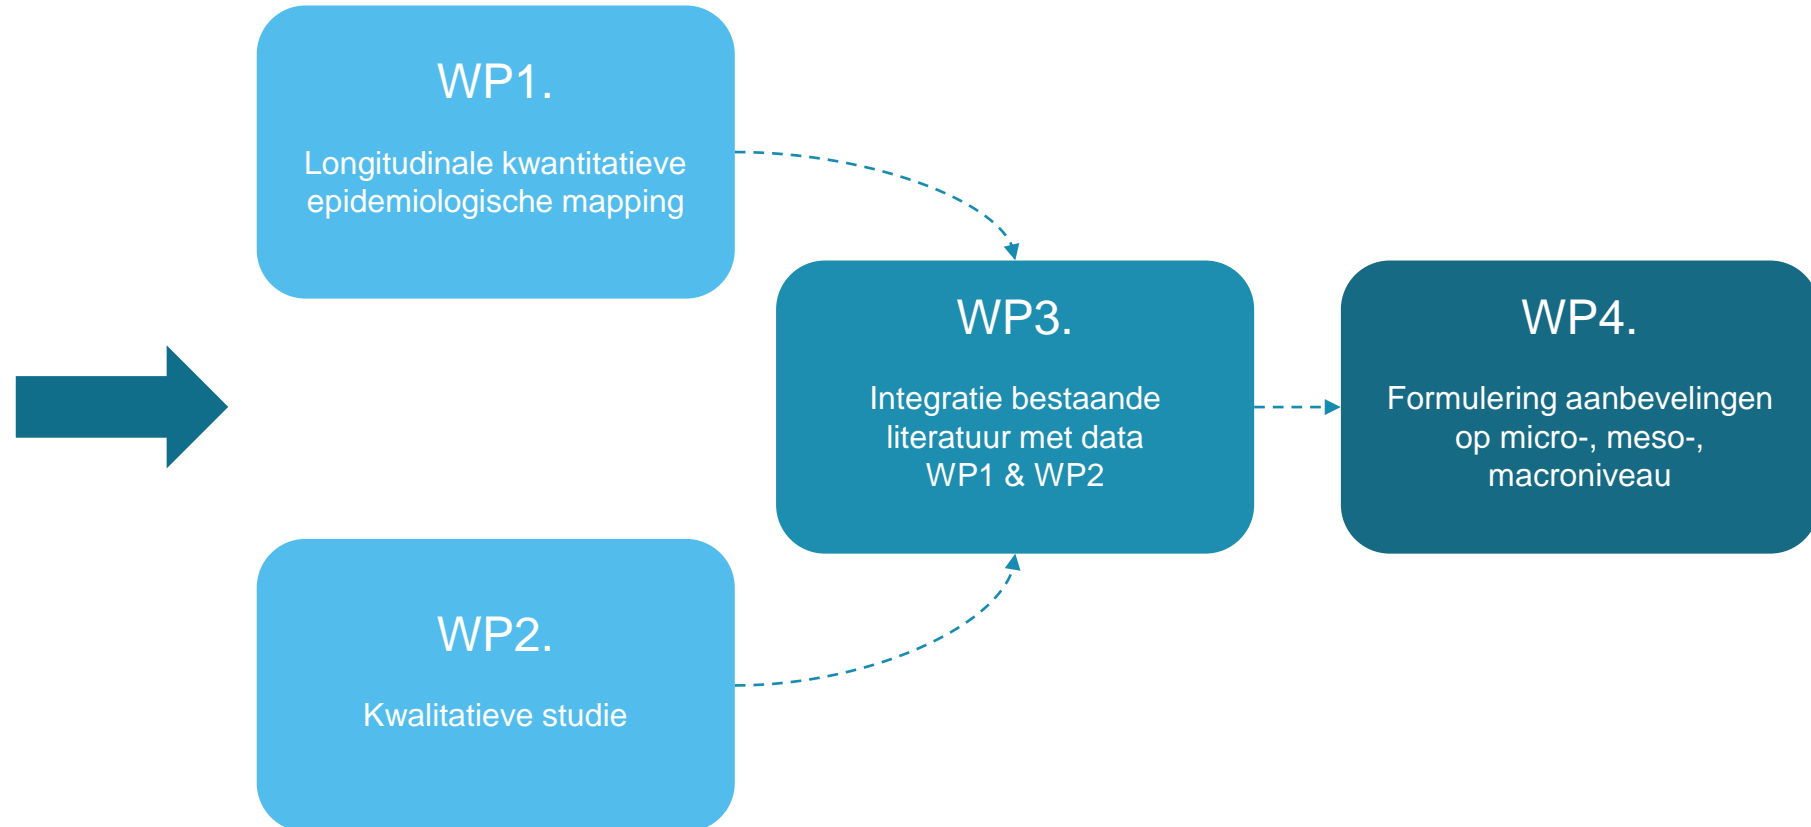 WP1.
Longitudinale kwantitatieve
epidemiologische mapping
WP2.
Kwalitatieve studie
WP3.
Integratie bestaande
literatuur met data
WP1 & WP2
WP4.
Formulering aanbevelingen
op micro-, meso-,
macroniveau